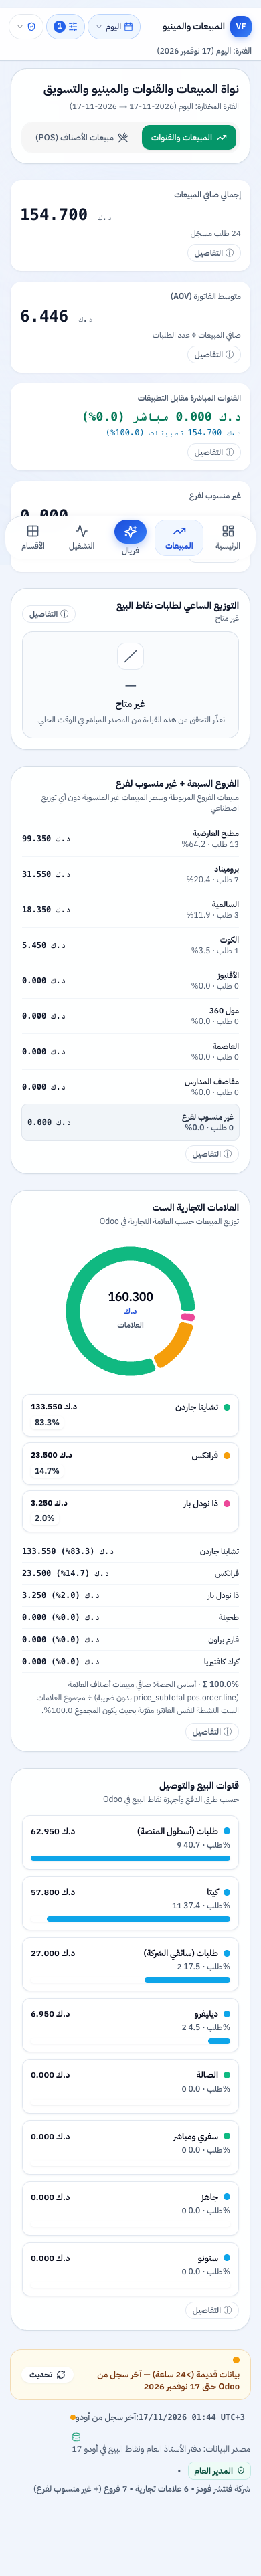 VF
المبيعات والمينيو
اليوم
1
الفترة: اليوم (17 نوفمبر 2026)
نواة المبيعات والقنوات والمينيو والتسويق
الفترة المختارة: اليوم (2026-11-17 → 2026-11-17)
المبيعات والقنوات
مبيعات الأصناف (POS)
إجمالي صافي المبيعات
154.700 د.ك
24 طلب مسجّل
التفاصيل
متوسط الفاتورة (AOV)
6.446 د.ك
صافي المبيعات ÷ عدد الطلبات
التفاصيل
القنوات المباشرة مقابل التطبيقات
د.ك 0.000 مباشر (0.0%)
د.ك 154.700 تطبيقات (100.0%)
التفاصيل
غير منسوب لفرع
الرئيسية
المبيعات
فريال
التشغيل
الأقسام
التوزيع الساعي لطلبات نقاط البيع
غير متاح
التفاصيل
—
غير متاح
تعذّر التحقق من هذه القراءة من المصدر المباشر في الوقت الحالي.
الفروع السبعة + غير منسوب لفرع
مبيعات الفروع المربوطة وسطر المبيعات غير المنسوبة دون أي توزيع
اصطناعي
مطبخ العارضية
13 طلب · 64.2%
د.ك 99.350
بروميناد
7 طلب · 20.4%
د.ك 31.550
السالمية
3 طلب · 11.9%
د.ك 18.350
الكوت
1 طلب · 3.5%
د.ك 5.450
الأفنيوز
0 طلب · 0.0%
د.ك 0.000
مول 360
0 طلب · 0.0%
د.ك 0.000
العاصمة
0 طلب · 0.0%
د.ك 0.000
مقاصف المدارس
0 طلب · 0.0%
د.ك 0.000
غير منسوب لفرع
0 طلب · 0.0%
د.ك 0.000
التفاصيل
العلامات التجارية الست
توزيع المبيعات حسب العلامة التجارية في Odoo
160.300
د.ك
العلامات
تشاينا جاردن
د.ك 133.550
83.3%
فرانكس
د.ك 23.500
14.7%
ذا نودل بار
د.ك 3.250
2.0%
تشاينا جاردن
د.ك 133.550 (83.3%)
فرانكس
د.ك 23.500 (14.7%)
ذا نودل بار
د.ك 3.250 (2.0%)
طحينة
د.ك 0.000 (0.0%)
فارم براون
د.ك 0.000 (0.0%)
كرك كافتيريا
د.ك 0.000 (0.0%)
Σ 100.0% · أساس الحصة: صافي مبيعات أصناف العلامة
(price_subtotal pos.order.line بدون ضريبة) ÷ مجموع العلامات
الست النشطة لنفس الفلاتر؛ مقرّبة بحيث يكون المجموع 100.0%.
التفاصيل
قنوات البيع والتوصيل
حسب طرق الدفع وأجهزة نقاط البيع في Odoo
طلبات (أسطول المنصة)
د.ك 62.950
9 طلب · 40.7%
كيتا
د.ك 57.800
11 طلب · 37.4%
طلبات (سائقي الشركة)
د.ك 27.000
2 طلب · 17.5%
ديليفرو
د.ك 6.950
2 طلب · 4.5%
الصالة
د.ك 0.000
0 طلب · 0.0%
سفري ومباشر
د.ك 0.000
0 طلب · 0.0%
جاهز
د.ك 0.000
0 طلب · 0.0%
سنونو
د.ك 0.000
0 طلب · 0.0%
التفاصيل
بيانات قديمة (>24 ساعة) — آخر سجل من
Odoo حتى 17 نوفمبر 2026
تحديث
آخر سجل من أودو: 17/11/2026 01:44 UTC+3
مصدر البيانات: دفتر الأستاذ العام ونقاط البيع في أودو 17
المدير العام
•
شركة فنتشر فودز • 6 علامات تجارية • 7 فروع (+ غير منسوب لفرع)